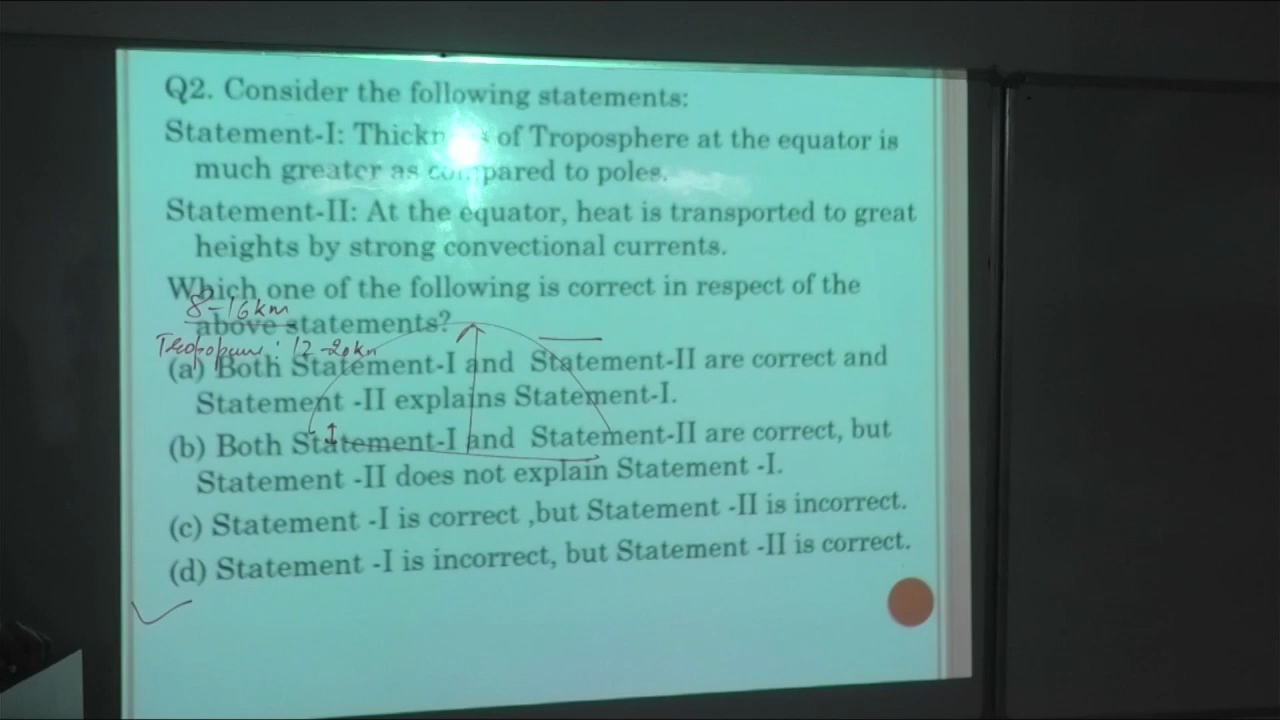 Q2. Consider the following statements:
Statement-I: Thickness of Troposphere at the equator is
much greater as compared to poles.
Statement-II: At the equator, heat is transported to great
heights by strong convectional currents.
Which one of the following is correct in respect of the
8-16km
above statements?
12-20km
(a) Both Statement-I and Statement-II are correct and
Statement -II explains Statement-I.
(b) Both Statement-I and Statement-II are correct, but
Statement -II does not explain Statement -I.
(c) Statement -I is correct ,but Statement -II is incorrect.
(d) Statement -I is incorrect, but Statement -II is correct.